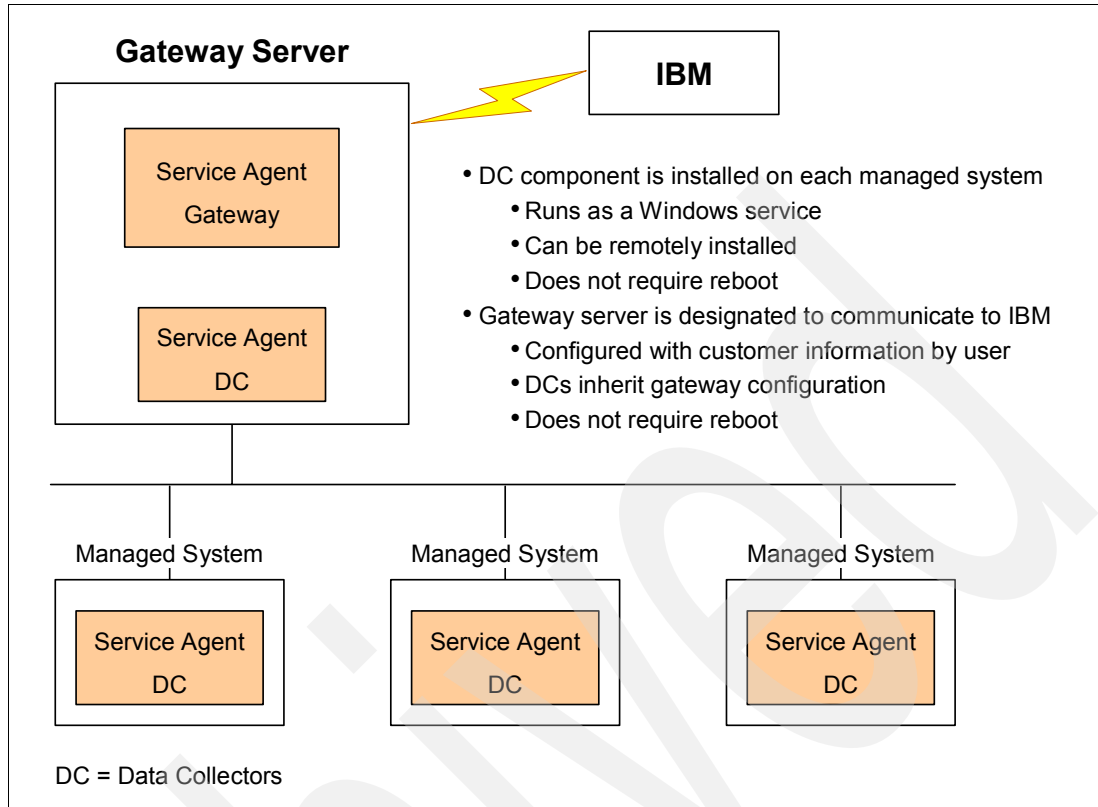 Gateway Server
IBM
Service Agent
Gateway
Service Agent
DC
• DC component is installed on each managed system
• Runs as a Windows service
• Can be remotely installed
• Does not require reboot
• Gateway server is designated to communicate to IBM
• Configured with customer information by user
• DCs inherit gateway configuration
• Does not require reboot
Managed System
Service Agent
DC
Managed System
Service Agent
DC
Managed System
Service Agent
DC
DC = Data Collectors